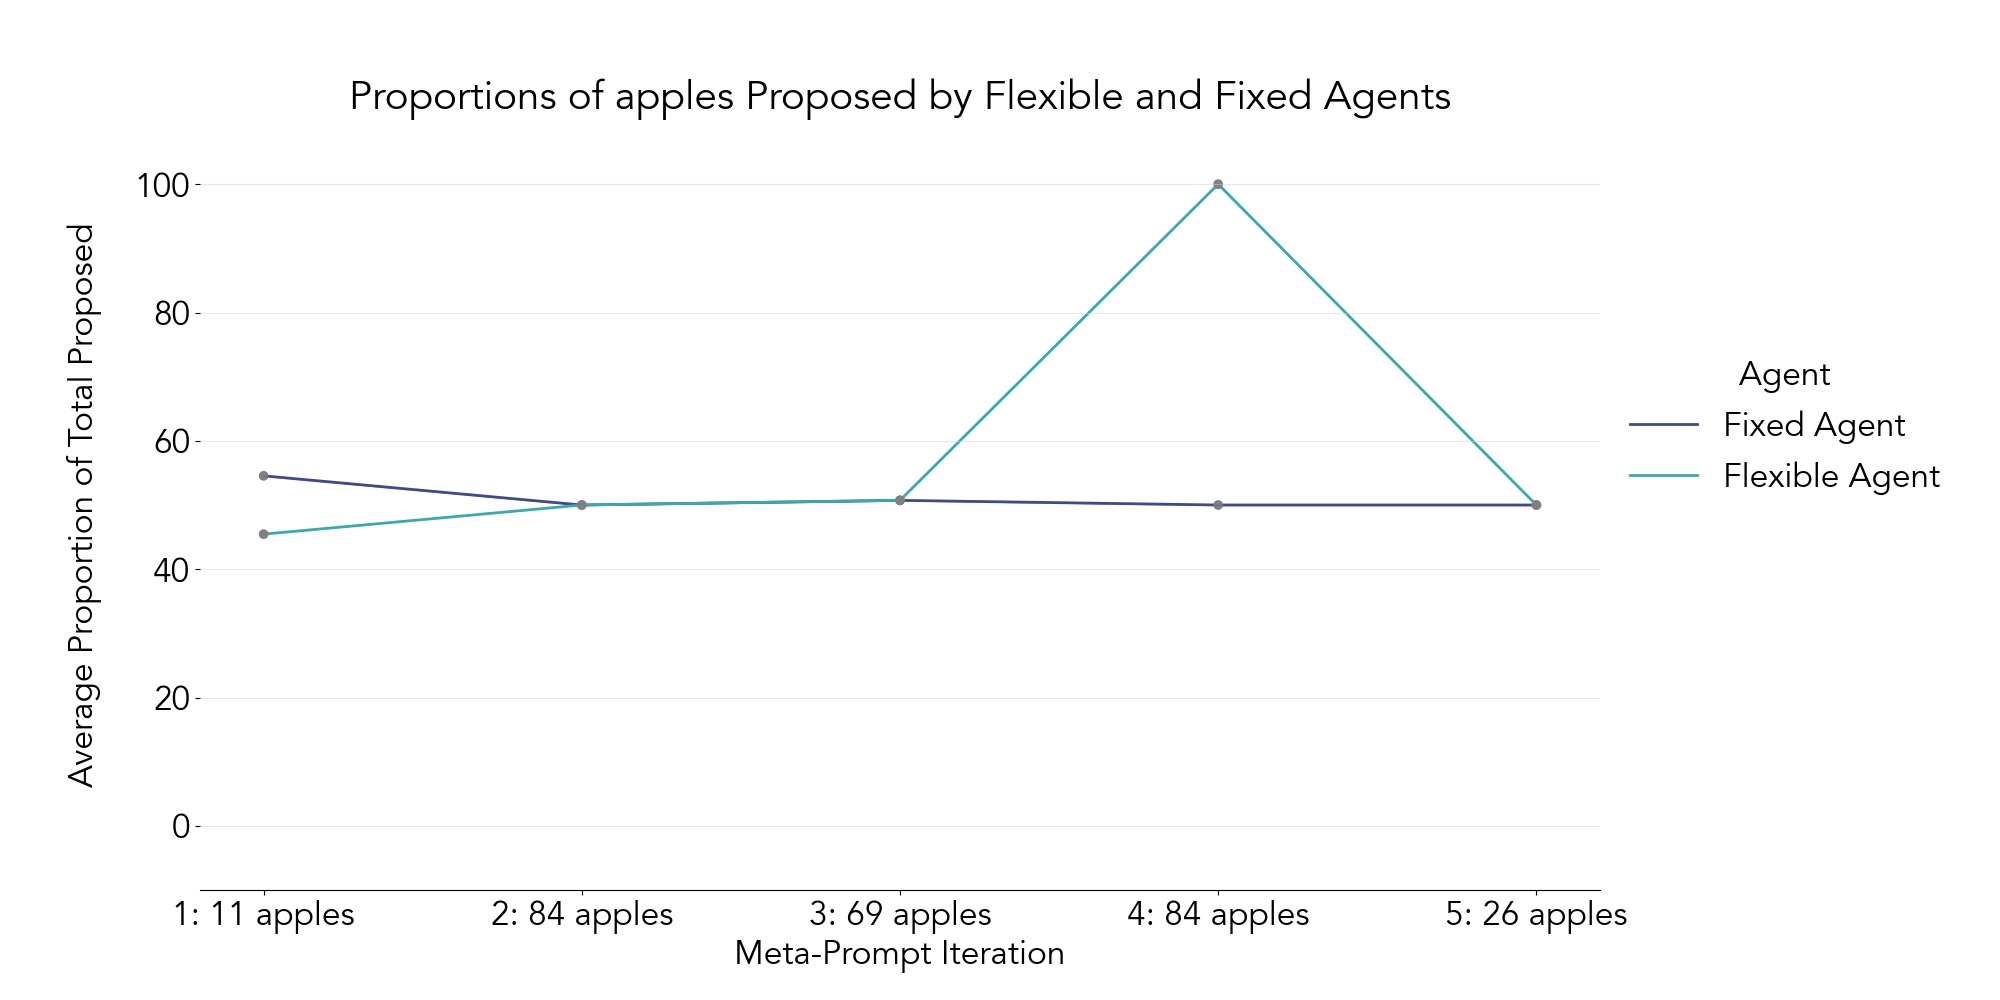 Proportions of apples Proposed by Flexible and Fixed Agents
Average Proportion of Total Proposed
100
80
60
40
20
0
1: 11 apples
2: 84 apples
3: 69 apples
4: 84 apples
5: 26 apples
Meta-Prompt Iteration
Agent
Fixed Agent
Flexible Agent